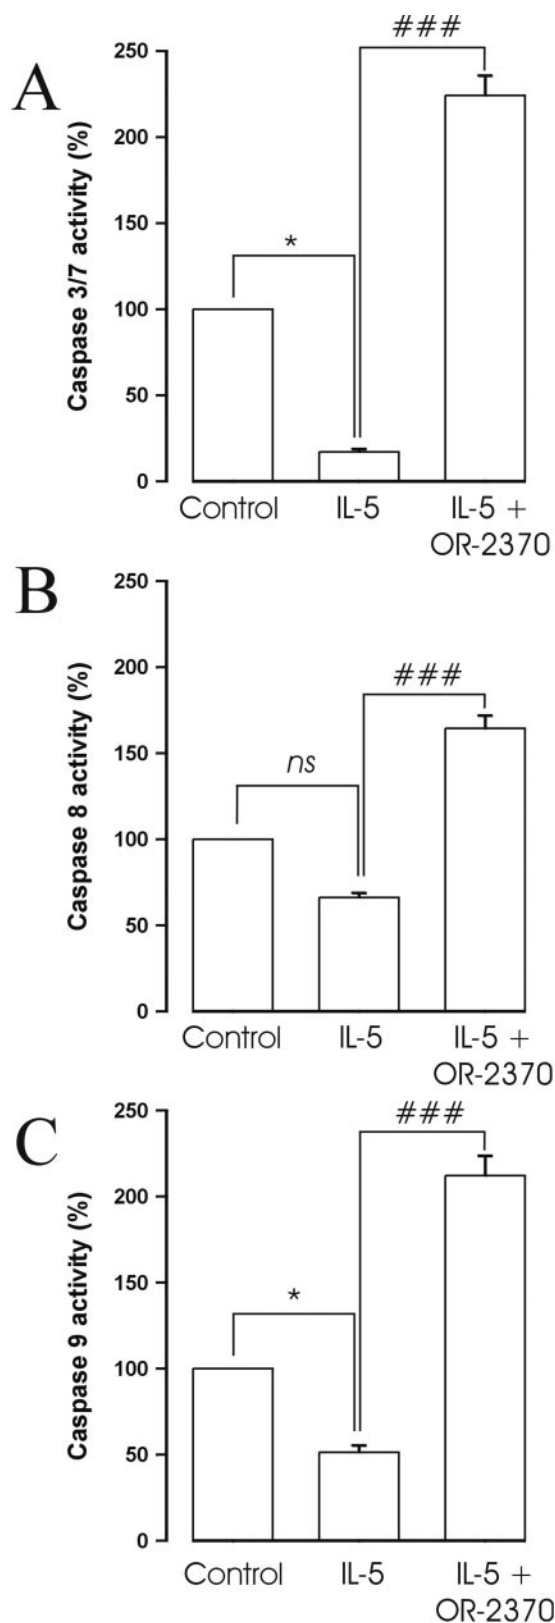 A
Caspase 3/7 activity (%)
250
200
150
100
50
0
*
###
Control
IL-5
IL-5 +
OR-2370
B
Caspase 8 activity (%)
250
200
150
100
50
0
ns
###
Control
IL-5
IL-5 +
OR-2370
C
Caspase 9 activity (%)
250
200
150
100
50
0
*
###
Control
IL-5
IL-5 +
OR-2370